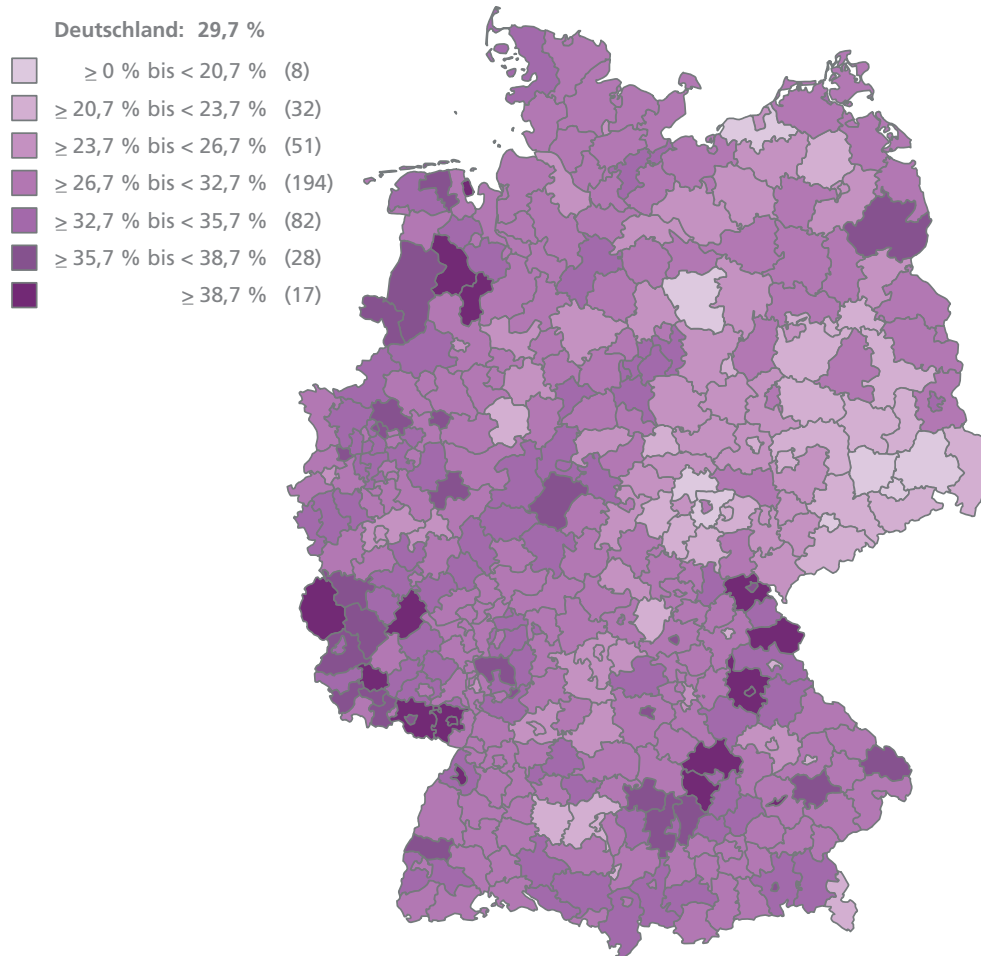 Deutschland: 29,7 %
≥ 0 % bis < 20,7 % (8)
≥ 20,7 % bis < 23,7 % (32)
≥ 23,7 % bis < 26,7 % (51)
≥ 26,7 % bis < 32,7 % (194)
≥ 32,7 % bis < 35,7 % (82)
≥ 35,7 % bis < 38,7 % (28)
≥ 38,7 % (17)